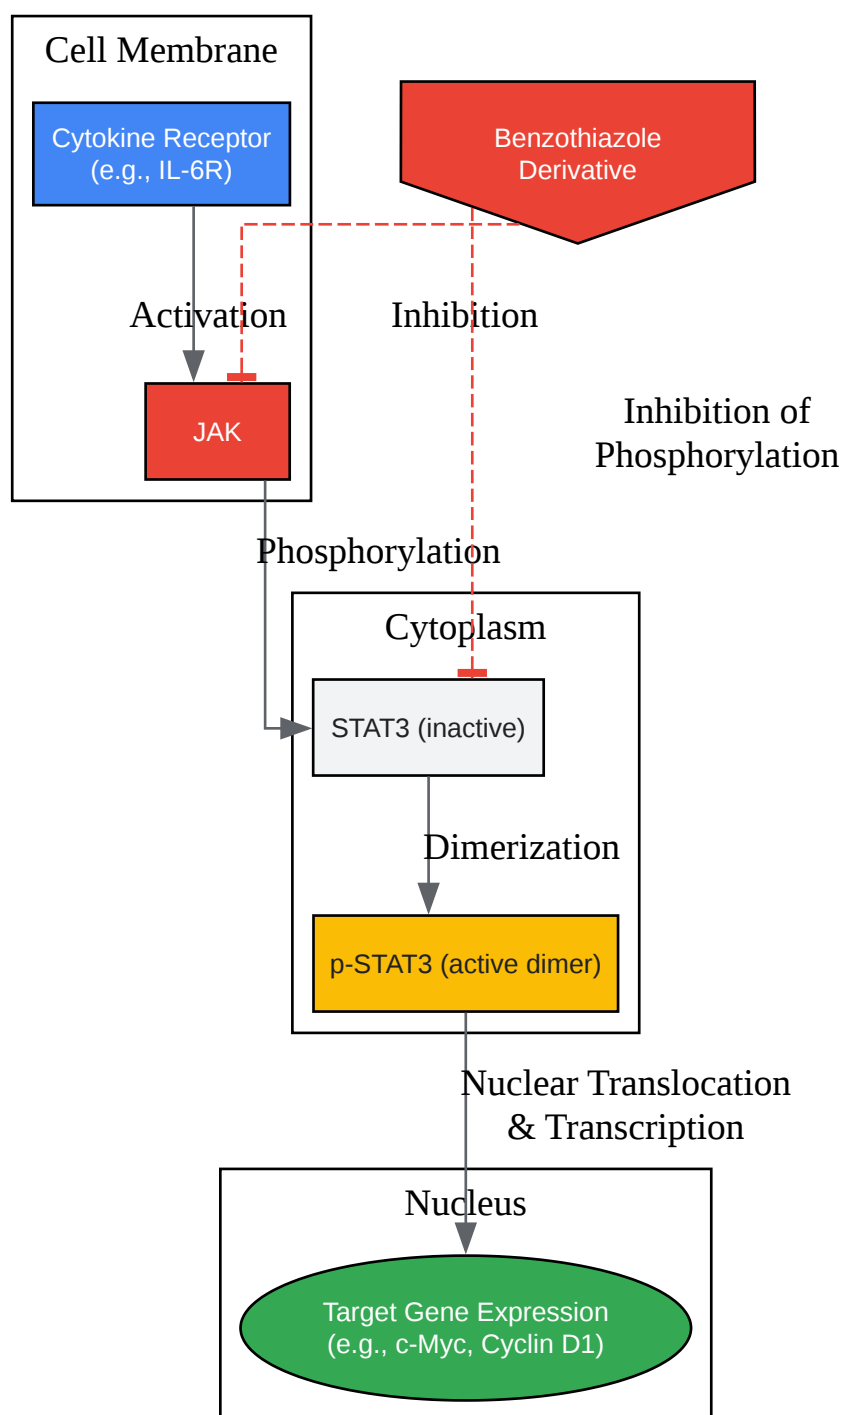 Cell Membrane
Cytokine Receptor
(e.g., IL-6R)
Benzothiazole
Derivative
Activation
Inhibition
JAK
Inhibition of
Phosphorylation
Phosphorylation
Cytoplasm
STAT3 (inactive)
Dimerization
p-STAT3 (active dimer)
Nuclear Translocation
& Transcription
Nucleus
Target Gene Expression
(e.g., c-Myc, Cyclin D1)